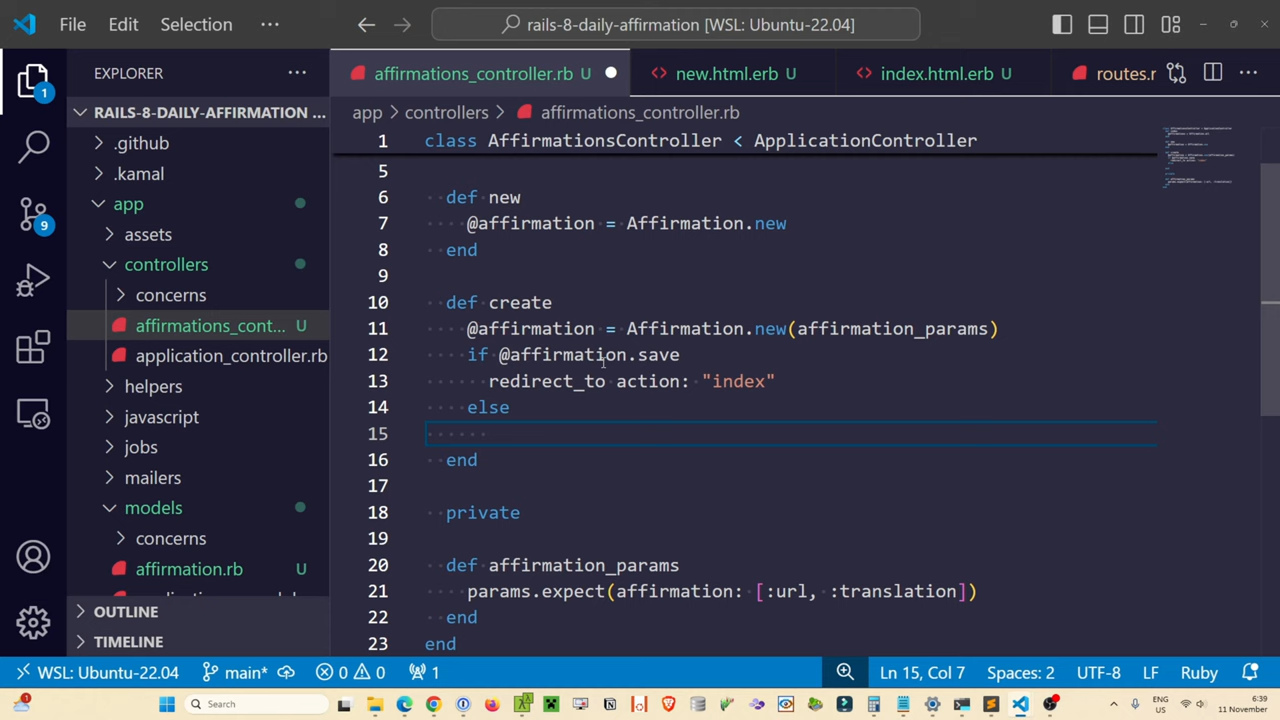 File Edit Selection ··· rails-8-daily-affirmation [WSL: Ubuntu-22.04]
EXPLORER ···
affirmations_controller.rb U new.html.erb U index.html.erb U routes.r ···
1
RAILS-8-DAILY-AFFIRMATION ...
app > controllers > affirmations_controller.rb
.github
.kamal
app
assets
controllers
concerns
affirmations_cont... U
application_controller.rb
helpers
javascript
jobs
mailers
models
concerns
affirmation.rb U
9
OUTLINE
TIMELINE
1 class AffirmationsController < ApplicationController
5
6 def new
7 @affirmation = Affirmation.new
8 end
9
10 def create
11 @affirmation = Affirmation.new(affirmation_params)
12 if @affirmation.save
13 redirect_to action: "index"
14 else
15
16 end
17
18 private
19
20 def affirmation_params
21 params.expect(affirmation: [:url, :translation])
22 end
23 end
WSL: Ubuntu-22.04 main* 0 0 1 Ln 15, Col 7 Spaces: 2 UTF-8 LF Ruby
Search ENG US 6:39 11 November